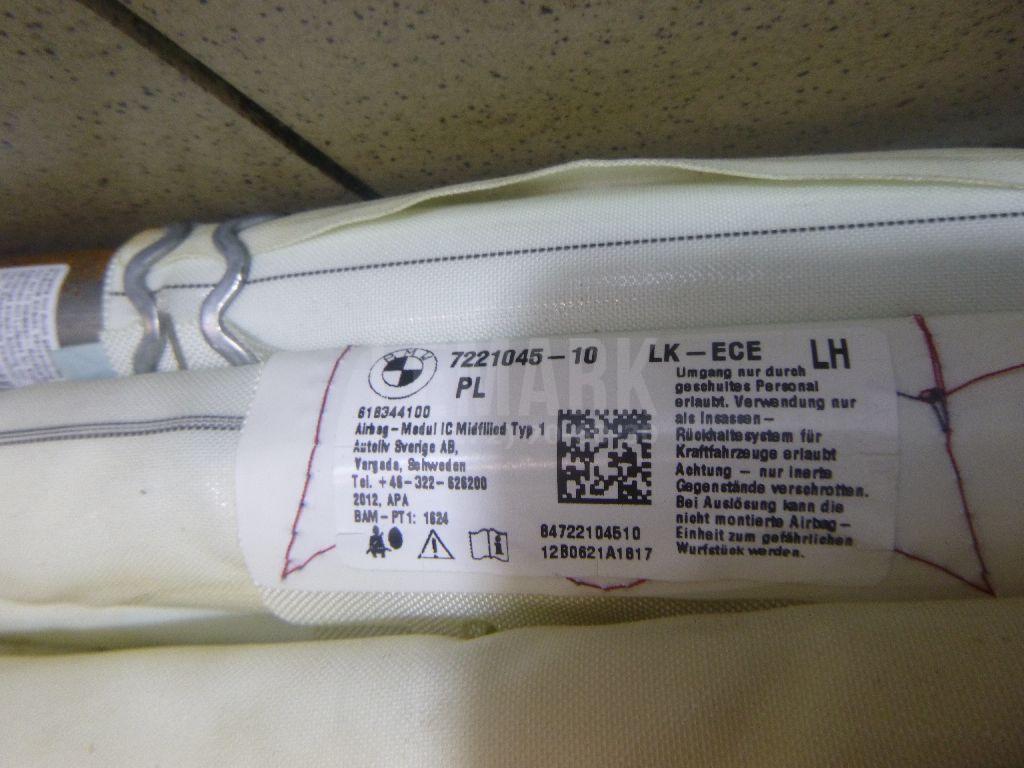 BMW
7221045-10
LK-ECE
LH
PL
618344100
Airbag-Modul IC Midfilled Typ 1
Autoliv Sverige AB,
Vargada, Schweden
Tel. +46-322-626200
2012, APA
BAM-PT1: 1624
84722104510
12B0621A1617
Umgang nur durch
geschultes Personal
erlaubt. Verwendung nur
als Insassen-
Rückhaltesystem für
Kraftfahrzeuge erlaubt
Achtung - nur inerte
Gegenstände verschrotten.
Bei Auslösung kann die
nicht montierte Airbag-
Einheit zum gefährlichen
Wurfstück werden.
MARK